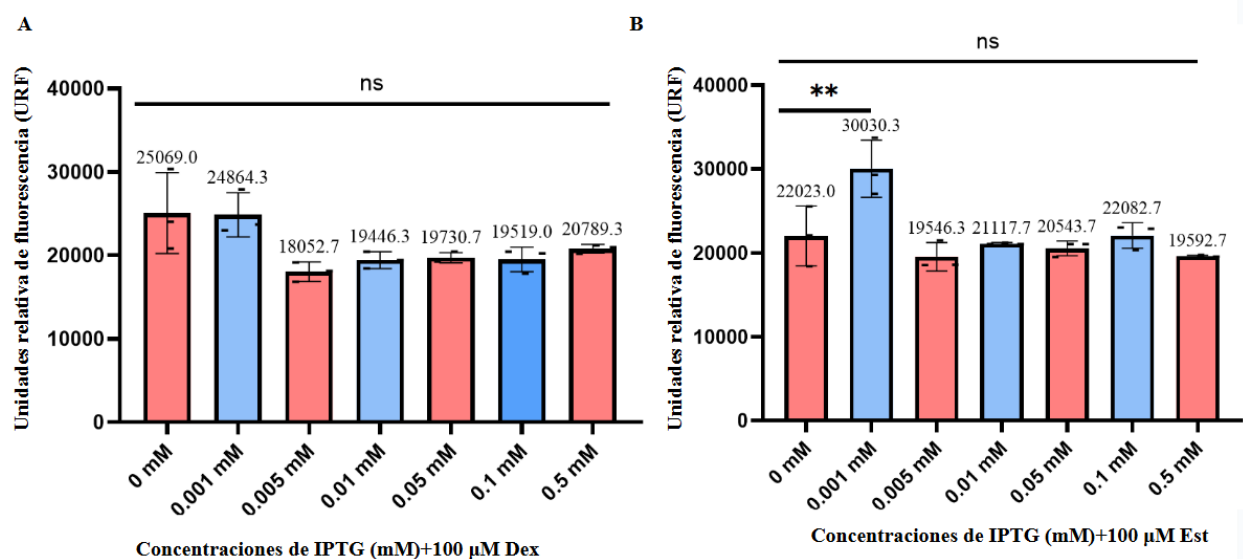 A
Unidades relativa de fluorescencia (URF)
40000
30000
20000
10000
0
ns
25069.0
24864.3
18052.7
19446.3
19730.7
19519.0
20789.3
0 mM
0.001 mM
0.005 mM
0.01 mM
0.05 mM
0.1 mM
0.5 mM
Concentraciones de IPTG (mM)+100 µM Dex
B
Unidades relativa de fluorescencia (URF)
40000
30000
20000
10000
0
ns
**
22023.0
30030.3
19546.3
21117.7
20543.7
22082.7
19592.7
0 mM
0.001 mM
0.005 mM
0.01 mM
0.05 mM
0.1 mM
0.5 mM
Concentraciones de IPTG (mM)+100 µM Est